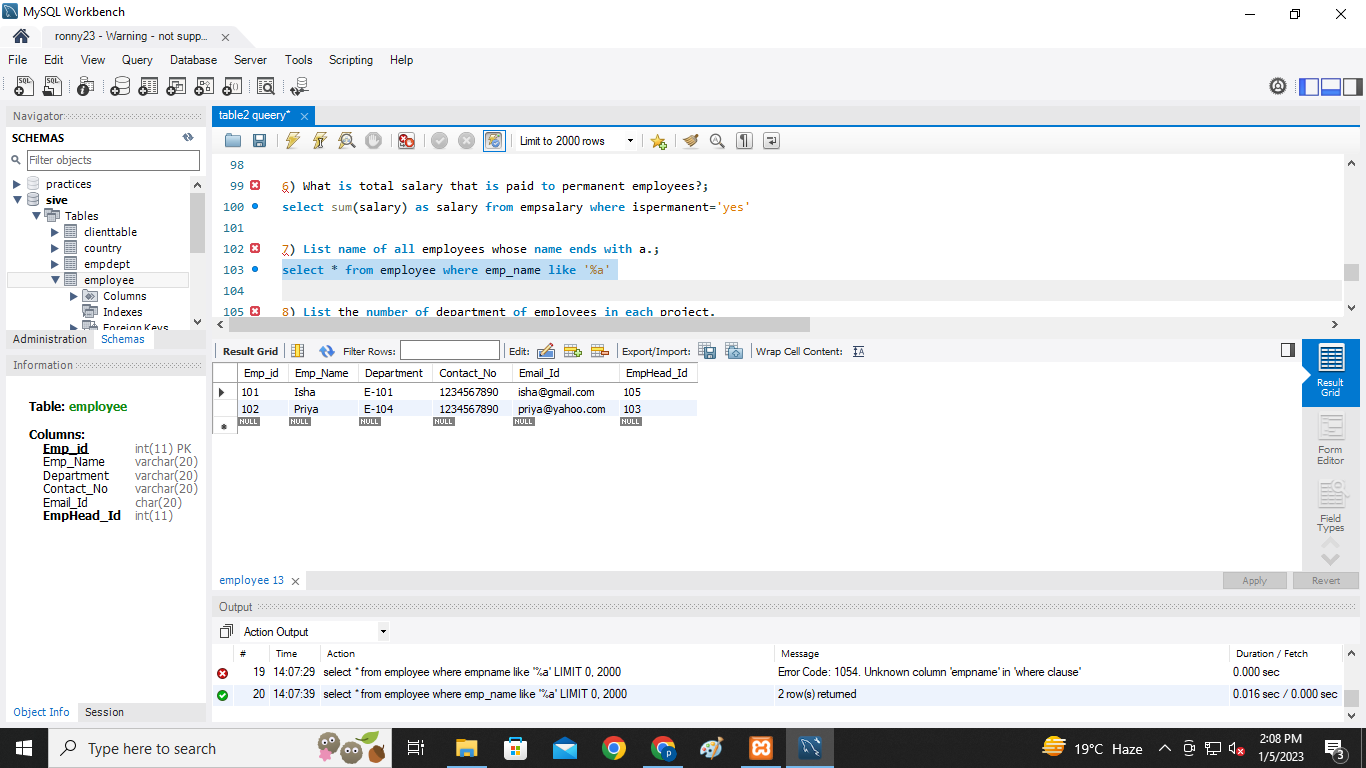 MySQL Workbench
ronny23 - Warning - not supp...
File Edit View Query Database Server Tools Scripting Help
Navigator
SCHEMAS
Filter objects
practices
sive
Tables
clienttable
country
empdept
employee
Columns
Indexes
Foreign Keys
Administration Schemas
Information
Table: employee
Columns:
Emp_id int(11) PK
Emp_Name varchar(20)
Department varchar(20)
Contact_No varchar(20)
Email_Id char(20)
EmpHead_Id int(11)
Object Info Session
table2 queery*
Limit to 2000 rows
98
99 6) What is total salary that is paid to permanent employees?;
100 select sum(salary) as salary from empsalary where ispermanent='yes'
101
102 7) List name of all employees whose name ends with a.;
103 select * from employee where emp_name like '%a'
104
105 8) List the number of department of employees in each project.
Result Grid Filter Rows: Edit: Export/Import: Wrap Cell Content:
Emp_id Emp_Name Department Contact_No Email_Id EmpHead_Id
101 Isha E-101 1234567890 isha@gmail.com 105
102 Priya E-104 1234567890 priya@yahoo.com 103
NULL NULL NULL NULL NULL NULL
Result
Grid
Form
Editor
Field
Types
employee 13
Apply Revert
Output
Action Output
# Time Action Message Duration / Fetch
19 14:07:29 select * from employee where empname like '%a' LIMIT 0, 2000 Error Code: 1054. Unknown column 'empname' in 'where clause' 0.000 sec
20 14:07:39 select * from employee where emp_name like '%a' LIMIT 0, 2000 2 row(s) returned 0.016 sec / 0.000 sec
Type here to search
19°C Haze
2:08 PM
1/5/2023
3